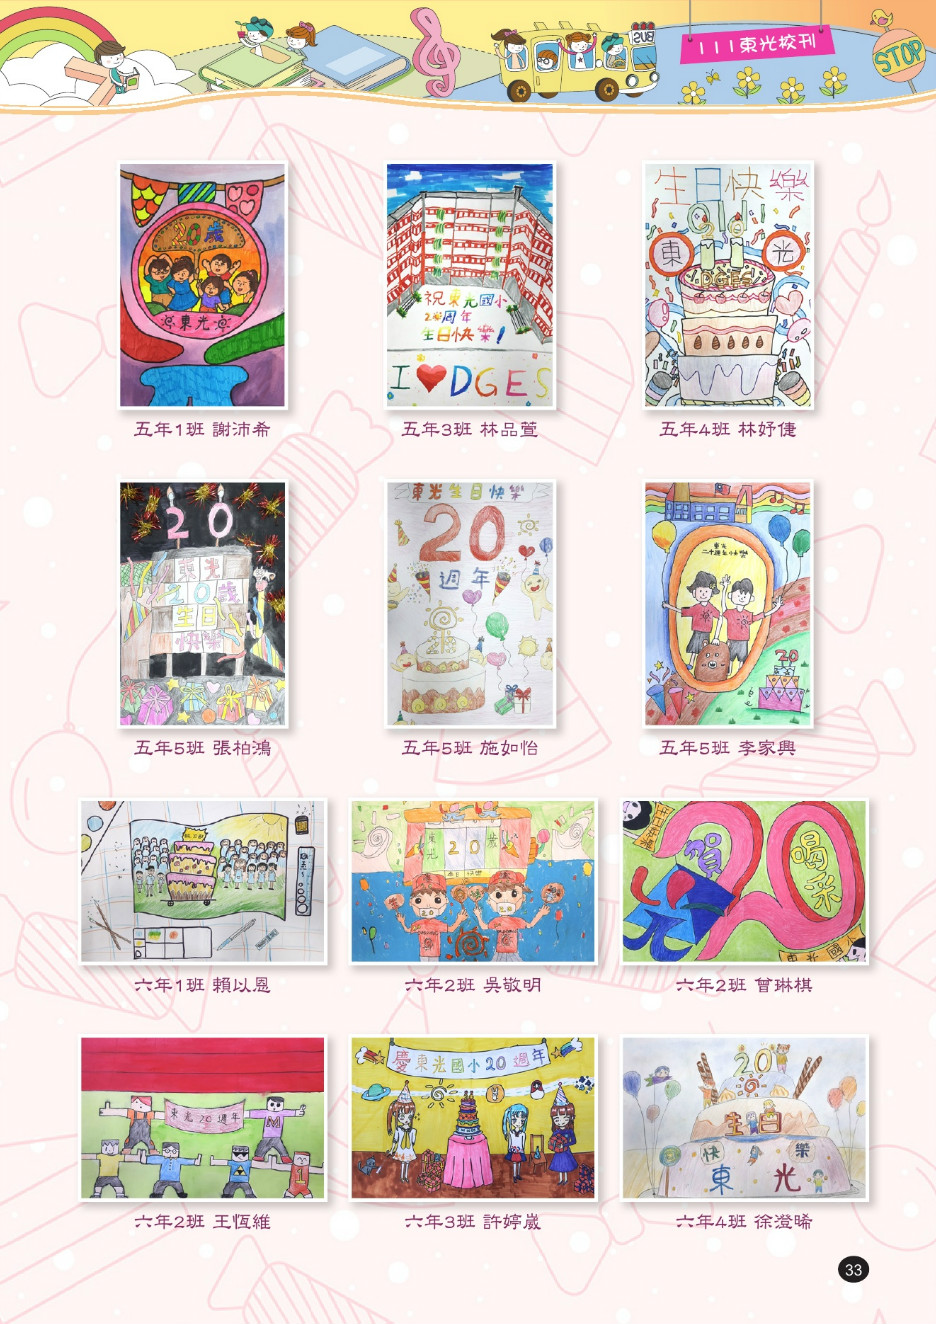 BUS
111東光校刊
STOP
20歲
東光
祝東光國小
20周年
生日快樂!
I ♥ DGES
生日快樂
東 光
DGES
五年1班 謝沛希
五年3班 林品萱
五年4班 林妤倢
20
東光
20歲
生日
快樂
東光生日快樂
20
週年
20
五年5班 張柏鴻
五年5班 施如怡
五年5班 李家興
東光
20
歲
20
20
賀
喝采
東光國小
六年1班 賴以恩
六年2班 吳敬明
六年2班 曾琳棋
東光20週年
慶東光國小20週年
20
生日
快樂
東光
六年2班 王恆維
六年3班 許婷崴
六年4班 徐澄晞
33